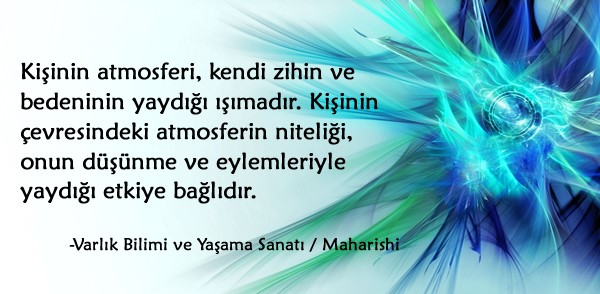 Kişinin atmosferi, kendi zihin ve
bedeninin yaydığı ışımadır. Kişinin
çevresindeki atmosferin niteliği,
onun düşünme ve eylemleriyle
yaydığı etkiye bağlıdır.
-Varlık Bilimi ve Yaşama Sanatı / Maharishi